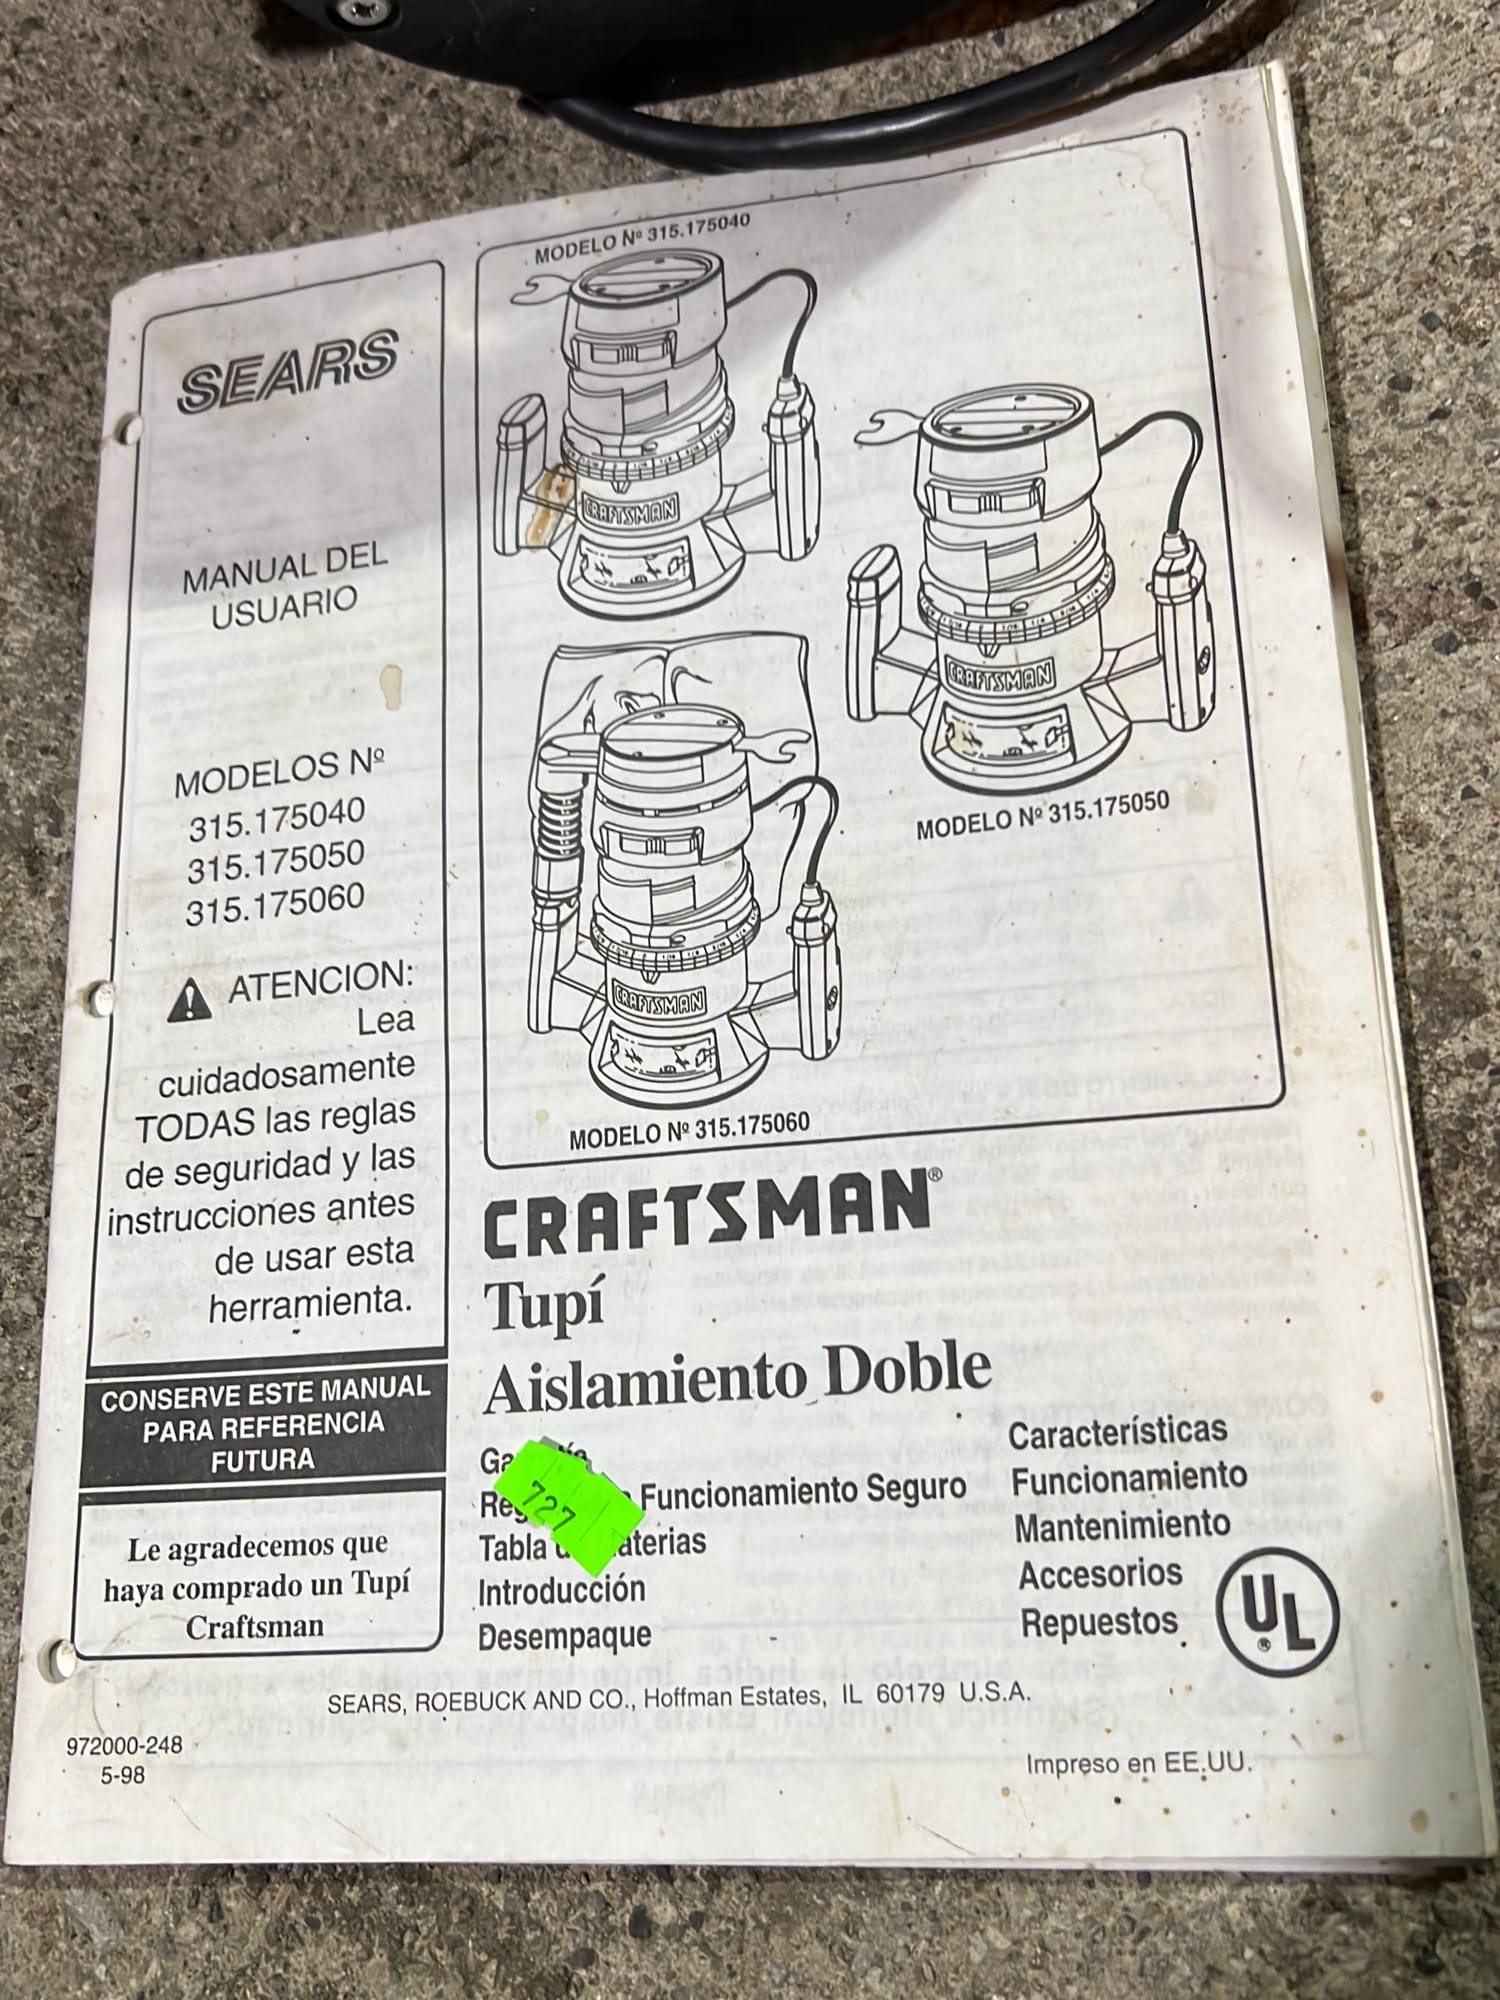 SEARS
MANUAL DEL
USUARIO
MODELOS Nº
315.175040
315.175050
315.175060
ATENCION:
Lea
cuidadosamente
TODAS las reglas
de seguridad y las
instrucciones antes
de usar esta
herramienta.
CONSERVE ESTE MANUAL
PARA REFERENCIA
FUTURA
Le agradecemos que
haya comprado un Tupí
Craftsman
MODELO Nº 315.175040
CRAFTSMAN
MODELO Nº 315.175050
CRAFTSMAN
MODELO Nº 315.175060
CRAFTSMAN
CRAFTSMAN®
Tupí
Aislamiento Doble
727
Funcionamiento Seguro
Tabla
Introducción
Desempaque
Características
Funcionamiento
Mantenimiento
Accesorios
Repuestos
UL®
SEARS, ROEBUCK AND CO., Hoffman Estates, IL 60179 U.S.A.
972000-248
5-98
Impreso en EE.UU.